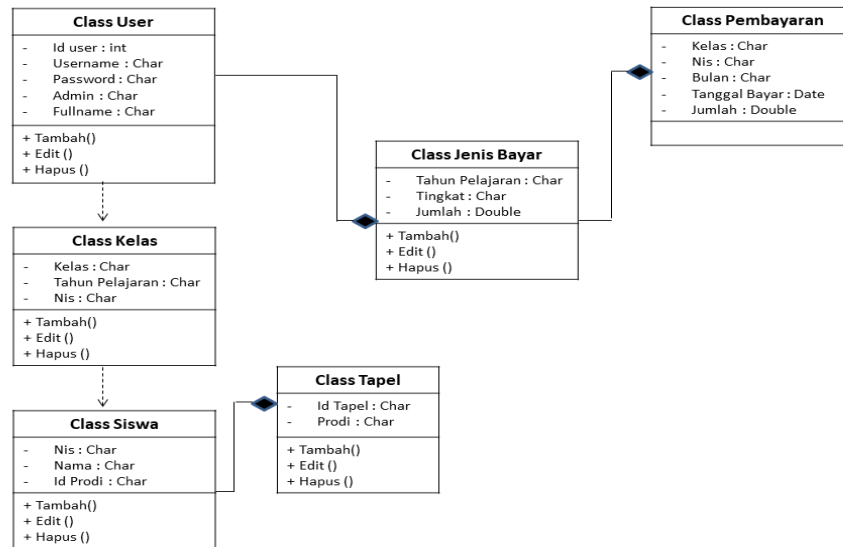 Class User
- Id user : int
- Username : Char
- Password : Char
- Admin : Char
- Fullname : Char
+ Tambah()
+ Edit ()
+ Hapus ()
Class Pembayaran
- Kelas : Char
- Nis : Char
- Bulan : Char
- Tanggal Bayar : Date
- Jumlah : Double
Class Jenis Bayar
- Tahun Pelajaran : Char
- Tingkat : Char
- Jumlah : Double
+ Tambah()
+ Edit ()
+ Hapus ()
Class Kelas
- Kelas : Char
- Tahun Pelajaran : Char
- Nis : Char
+ Tambah()
+ Edit ()
+ Hapus ()
Class Tapel
- Id Tapel : Char
- Prodi : Char
+ Tambah()
+ Edit ()
+ Hapus ()
Class Siswa
- Nis : Char
- Nama : Char
- Id Prodi : Char
+ Tambah()
+ Edit ()
+ Hapus ()